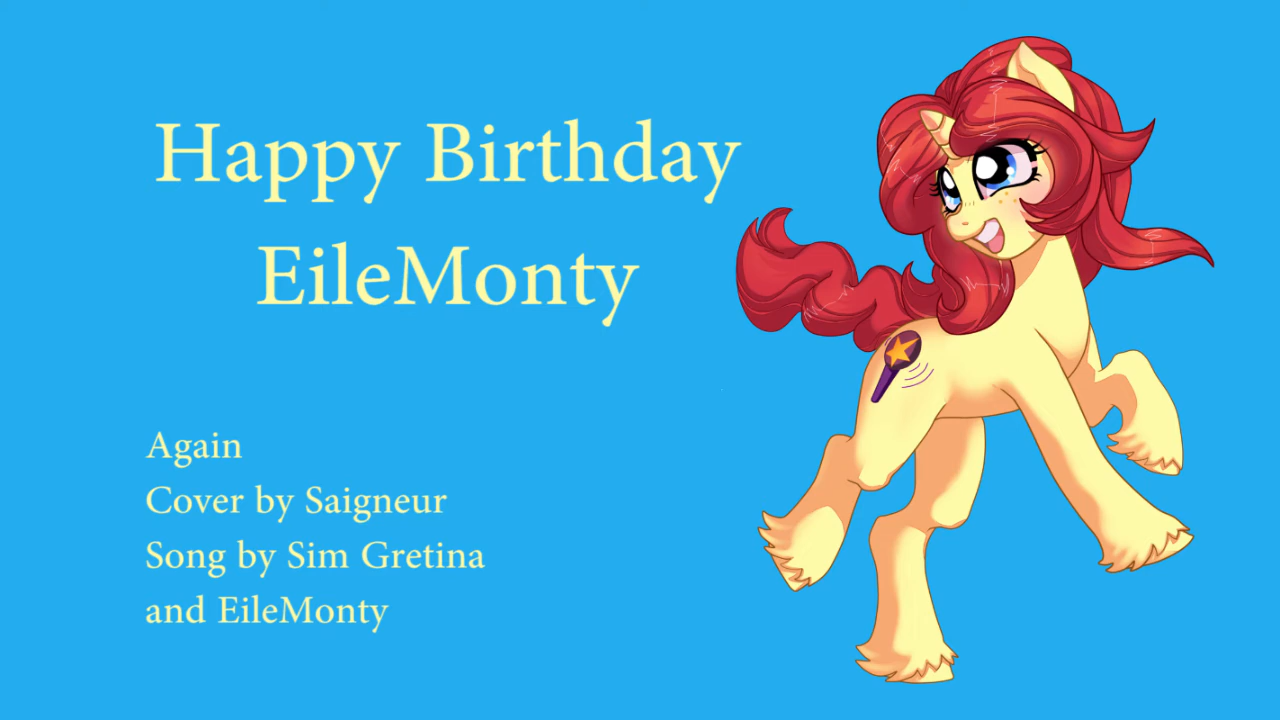 Happy Birthday
EileMonty
Again
Cover by Saigneur
Song by Sim Gretina
and EileMonty